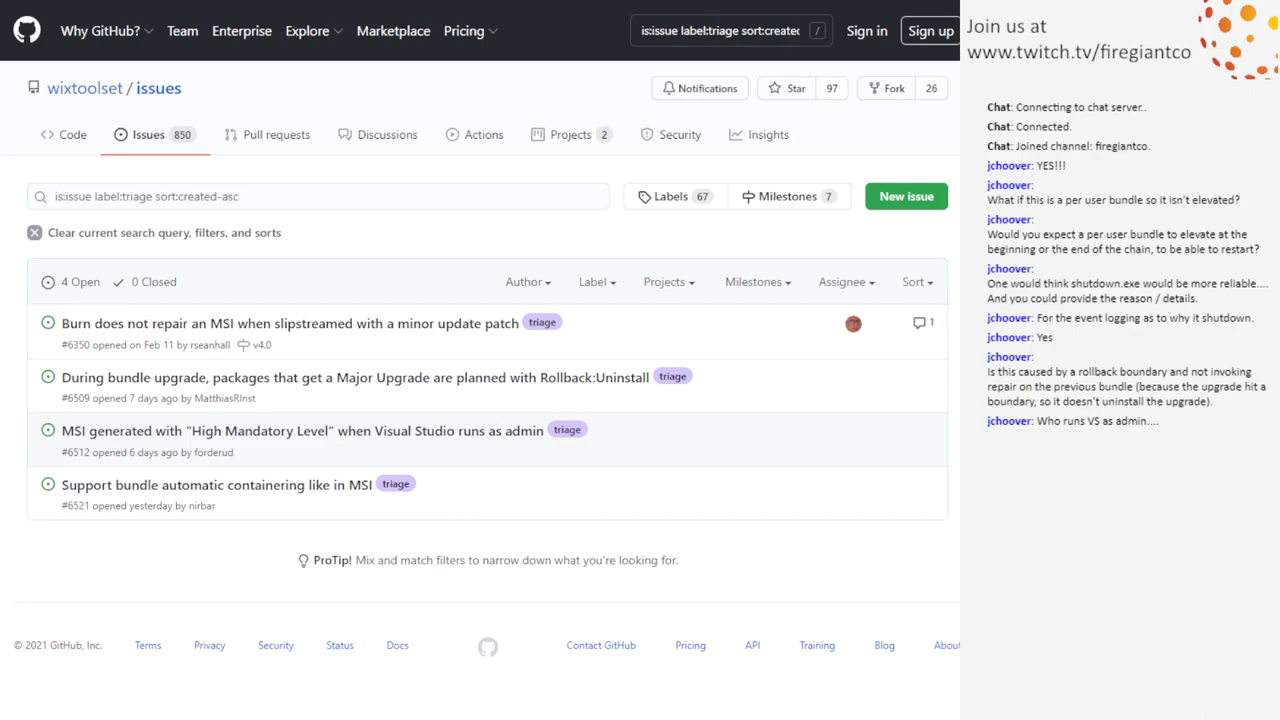 Why GitHub? Team Enterprise Explore Marketplace Pricing is:issue label:triage sort:createc / Sign in Sign up
Join us at
www.twitch.tv/firegiantco
wixtoolset / issues Notifications Star 97 Fork 26
Code Issues 850 Pull requests Discussions Actions Projects 2 Security Insights
is:issue label:triage sort:created-asc Labels 67 Milestones 7 New issue
Clear current search query, filters, and sorts
4 Open 0 Closed Author Label Projects Milestones Assignee Sort
Burn does not repair an MSI when slipstreamed with a minor update patch triage 1
#6350 opened on Feb 11 by rseanhall v4.0
During bundle upgrade, packages that get a Major Upgrade are planned with Rollback:Uninstall triage
#6509 opened 7 days ago by MatthiasRInst
MSI generated with "High Mandatory Level" when Visual Studio runs as admin triage
#6512 opened 6 days ago by forderud
Support bundle automatic containering like in MSI triage
#6521 opened yesterday by nirbar
ProTip! Mix and match filters to narrow down what you're looking for.
© 2021 GitHub, Inc. Terms Privacy Security Status Docs Contact GitHub Pricing API Training Blog About
Chat: Connecting to chat server..
Chat: Connected.
Chat: Joined channel: firegiantco.
jchoover: YES!!!
jchoover:
What if this is a per user bundle so it isn't elevated?
jchoover:
Would you expect a per user bundle to elevate at the
beginning or the end of the chain, to be able to restart?
jchoover:
One would think shutdown.exe would be more reliable....
And you could provide the reason / details.
jchoover: For the event logging as to why it shutdown.
jchoover: Yes
jchoover:
Is this caused by a rollback boundary and not invoking
repair on the previous bundle (because the upgrade hit a
boundary, so it doesn't uninstall the upgrade).
jchoover: Who runs VS as admin....